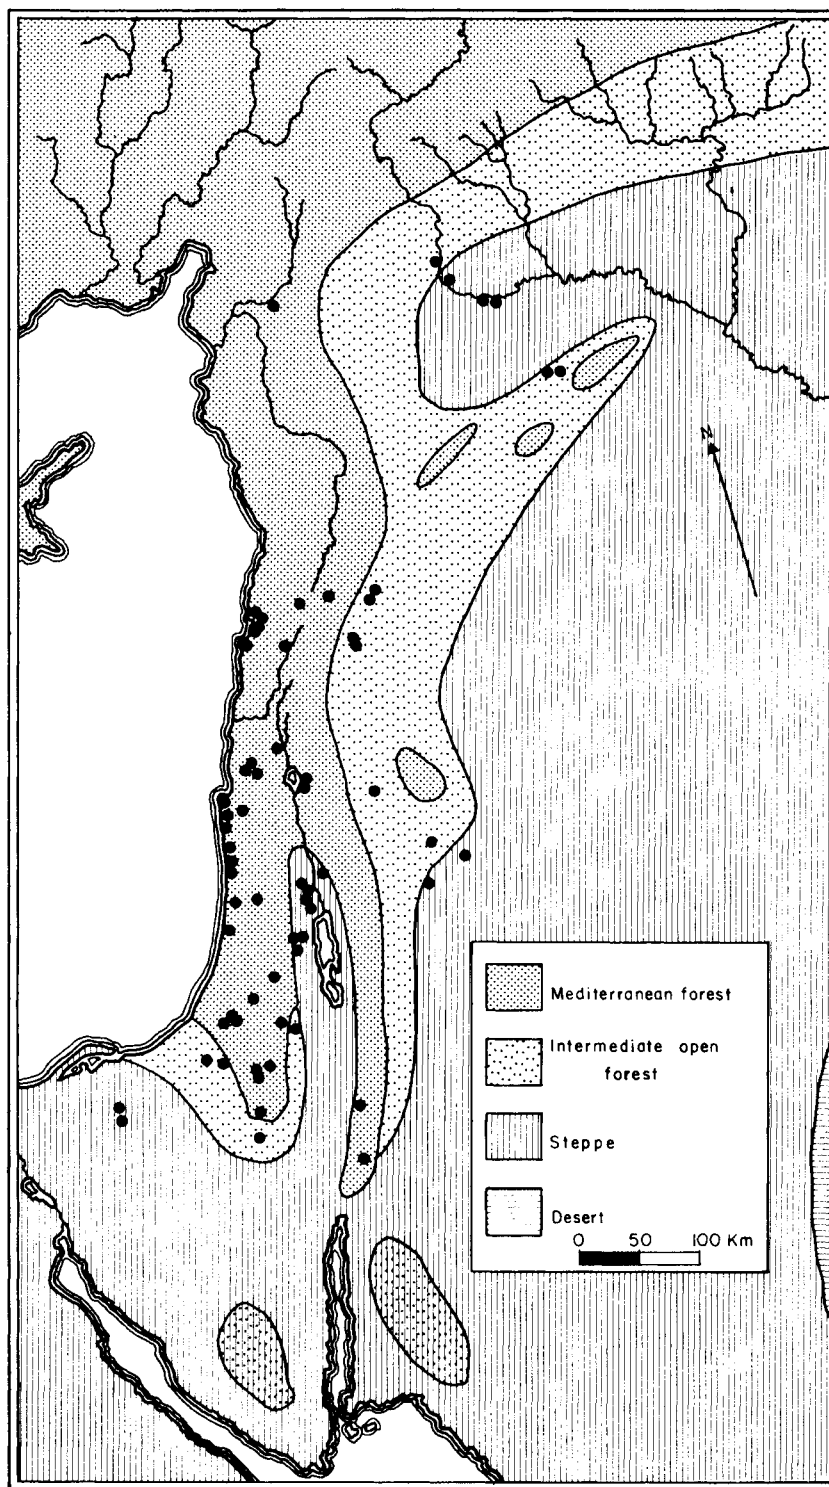 N
Mediterranean forest
Intermediate open
forest
Steppe
Desert
0 50 100 Km